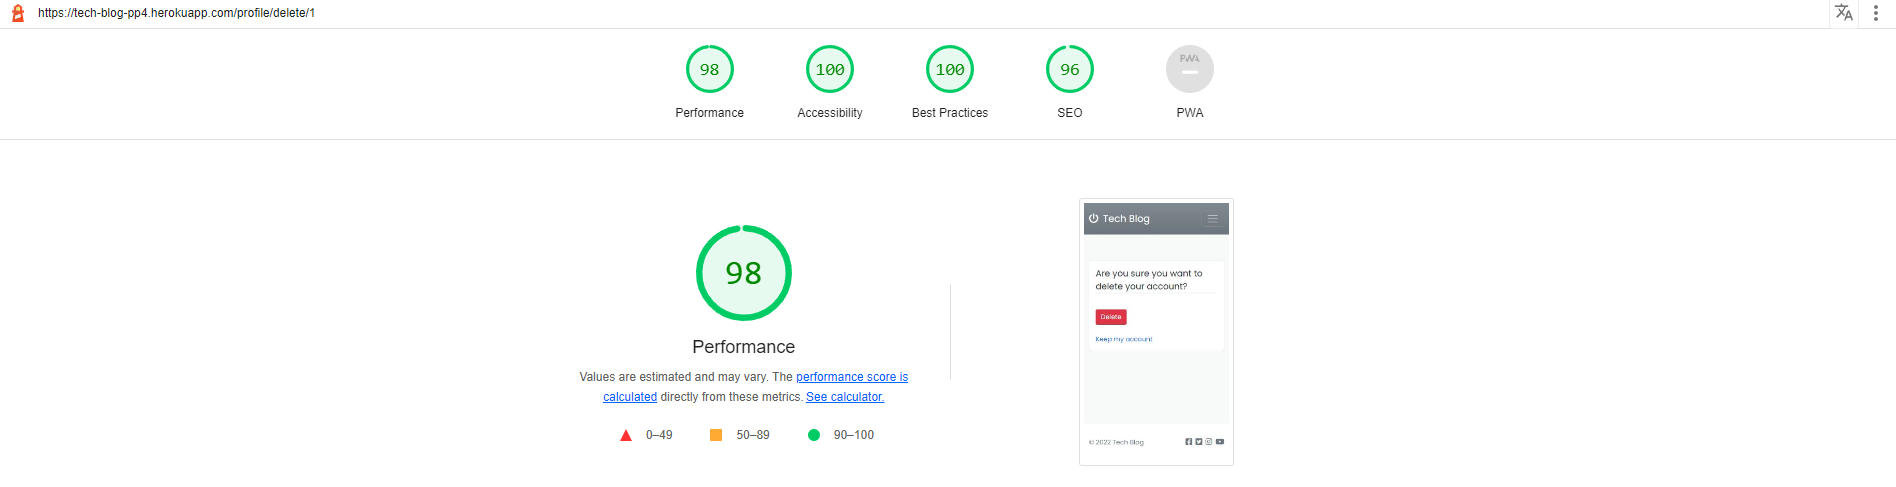 https://tech-blog-pp4.herokuapp.com/profile/delete/1
98
100
100
96
PWA
Performance
Accessibility
Best Practices
SEO
PWA
98
Performance
Values are estimated and may vary. The performance score is
calculated directly from these metrics. See calculator.
0–49
50–89
90–100
Tech Blog
Are you sure you want to
delete your account?
Delete
Keep my account
© 2022 Tech Blog